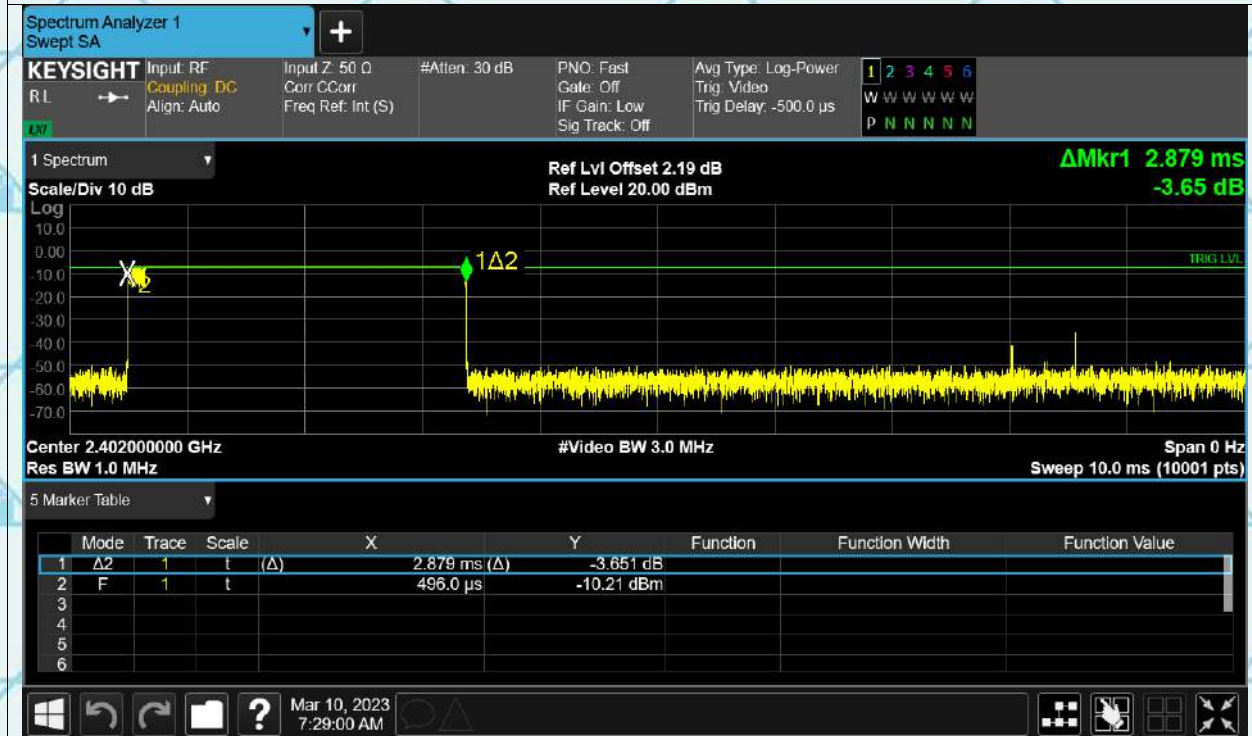 Spectrum Analyzer 1
Swept SA
+
KEYSIGHT
RL
LXI
Input: RF
Coupling: DC
Align: Auto
Input Z: 50 Ω
Corr CCorr
Freq Ref: Int (S)
#Atten: 30 dB
PNO: Fast
Gate: Off
IF Gain: Low
Sig Track: Off
Avg Type: Log-Power
Trig: Video
Trig Delay: -500.0 µs
1 2 3 4 5 6
W W W W W W
P N N N N N
1 Spectrum
Scale/Div 10 dB
Ref Lvl Offset 2.19 dB
Ref Level 20.00 dBm
ΔMkr1 2.879 ms
-3.65 dB
Log
10.0
0.00
-10.0
-20.0
-30.0
-40.0
-50.0
-60.0
-70.0
2
1Δ2
TRIG LVL
Center 2.402000000 GHz
#Video BW 3.0 MHz
Span 0 Hz
Res BW 1.0 MHz
Sweep 10.0 ms (10001 pts)
5 Marker Table
Mode Trace Scale X Y Function Function Width Function Value
1 Δ2 1 t (Δ) 2.879 ms (Δ) -3.651 dB
2 F 1 t 496.0 µs -10.21 dBm
3
4
5
6
?
Mar 10, 2023
7:29:00 AM